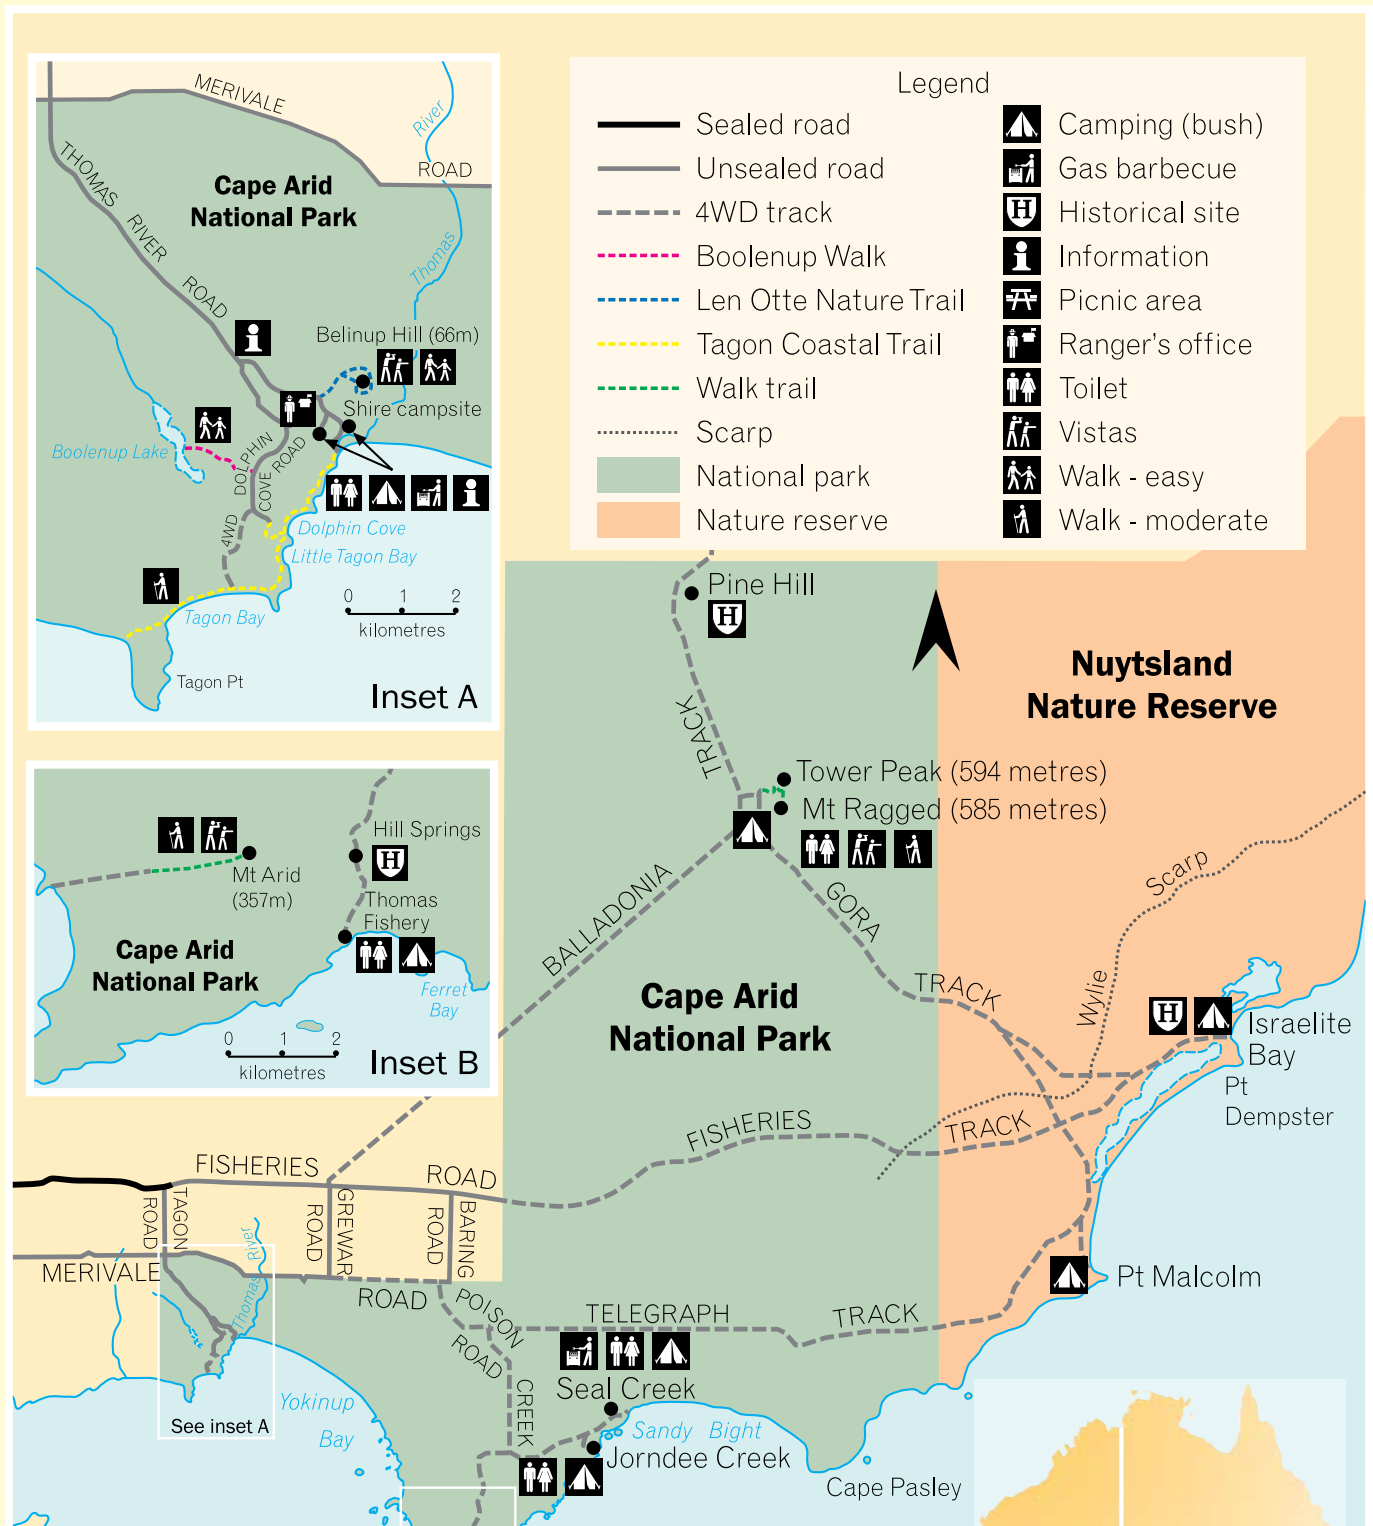 MERIVALE
ROAD
River
Thomas
THOMAS
RIVER
ROAD
Cape Arid
National Park
Belinup Hill (66m)
Shire campsite
Boolenup Lake
DOLPHIN
COVE
ROAD
4WD
Dolphin Cove
Little Tagon Bay
Tagon Bay
0 1 2
kilometres
Tagon Pt
Inset A
Legend
Sealed road
Unsealed road
4WD track
Boolenup Walk
Len Otte Nature Trail
Tagon Coastal Trail
Walk trail
Scarp
National park
Nature reserve
Camping (bush)
Gas barbecue
H Historical site
Information
Picnic area
Ranger's office
Toilet
Vistas
Walk - easy
Walk - moderate
Hill Springs
H
Mt Arid
(357m)
Thomas
Fishery
Cape Arid
National Park
Ferret
Bay
0 1 2
kilometres
Inset B
Pine Hill
H
TRACK
Nuytsland
Nature Reserve
Tower Peak (594 metres)
Mt Ragged (585 metres)
BALLADONIA
GORA
TRACK
Scarp
Wylie
Cape Arid
National Park
H
Israelite
Bay
Pt
Dempster
FISHERIES
TRACK
FISHERIES
ROAD
TAGON
ROAD
GREWAR
ROAD
BARING
ROAD
MERIVALE
ROAD
River
Thomas
POISON
ROAD
CREEK
TELEGRAPH
TRACK
Pt Malcolm
Seal Creek
Sandy Bight
Jorndee Creek
Yokinup
Bay
See inset A
Cape Pasley